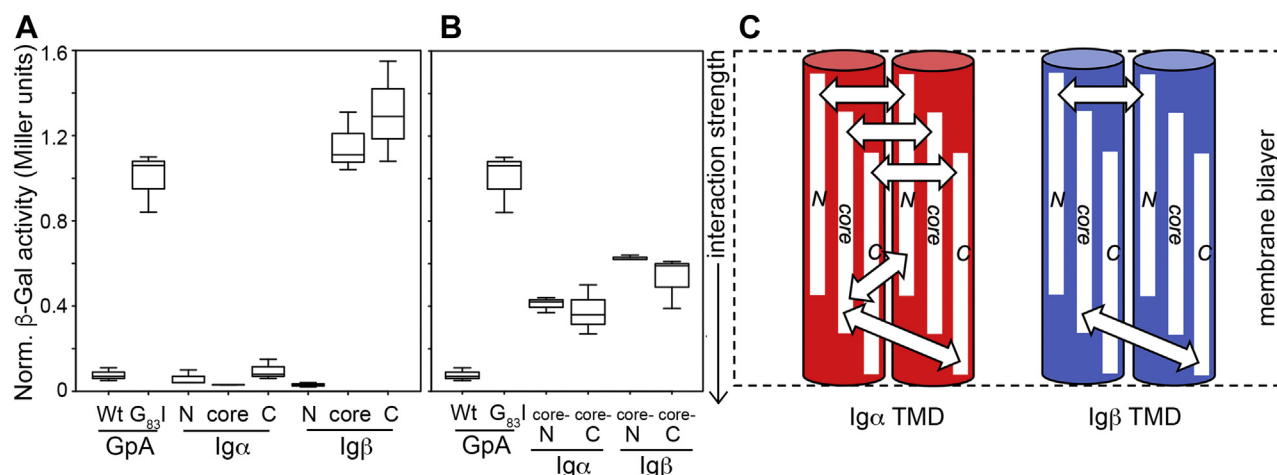 A
Norm. β-Gal activity (Miller units)
1.6
1.2
0.8
0.4
0
Wt G83I N core C N core C
GpA Igα Igβ
B
Wt G83I core- core- core- core-
N C N C
GpA Igα Igβ
interaction strength
C
N core C N core C
N core C N core C
Igα TMD Igβ TMD
membrane bilayer